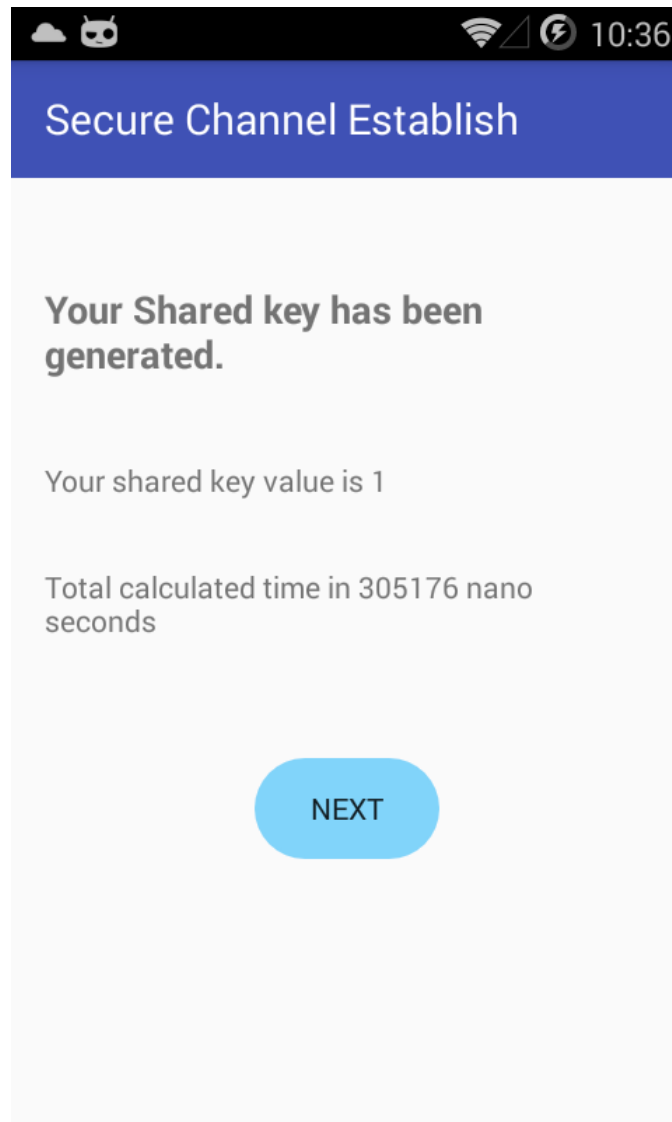 10:36
Secure Channel Establish
Your Shared key has been
generated.
Your shared key value is 1
Total calculated time in 305176 nano
seconds
NEXT